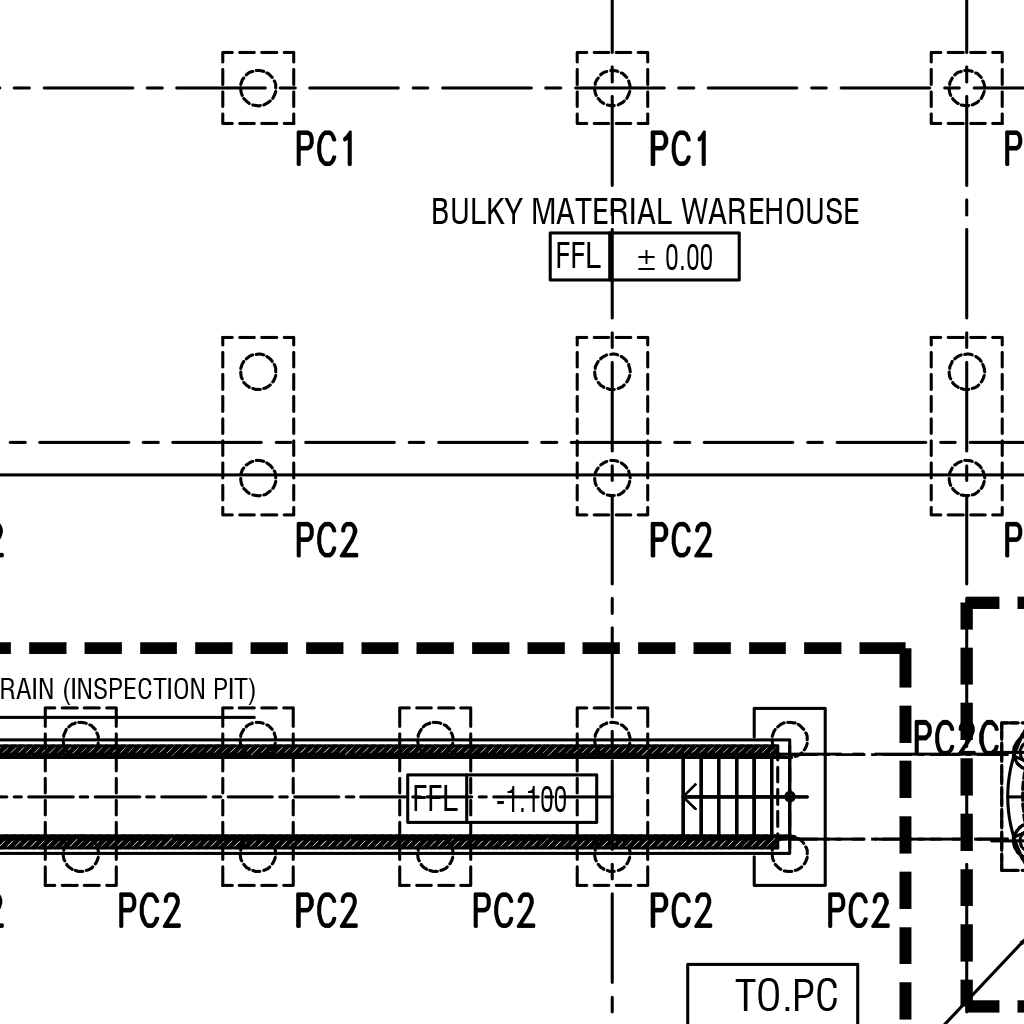 PC1
PC1
P
BULKY MATERIAL WAREHOUSE
FFL ± 0.00
2
PC2
PC2
P
RAIN (INSPECTION PIT)
PC2C
FFL -1.100
2
PC2
PC2
PC2
PC2
PC2
TO.PC